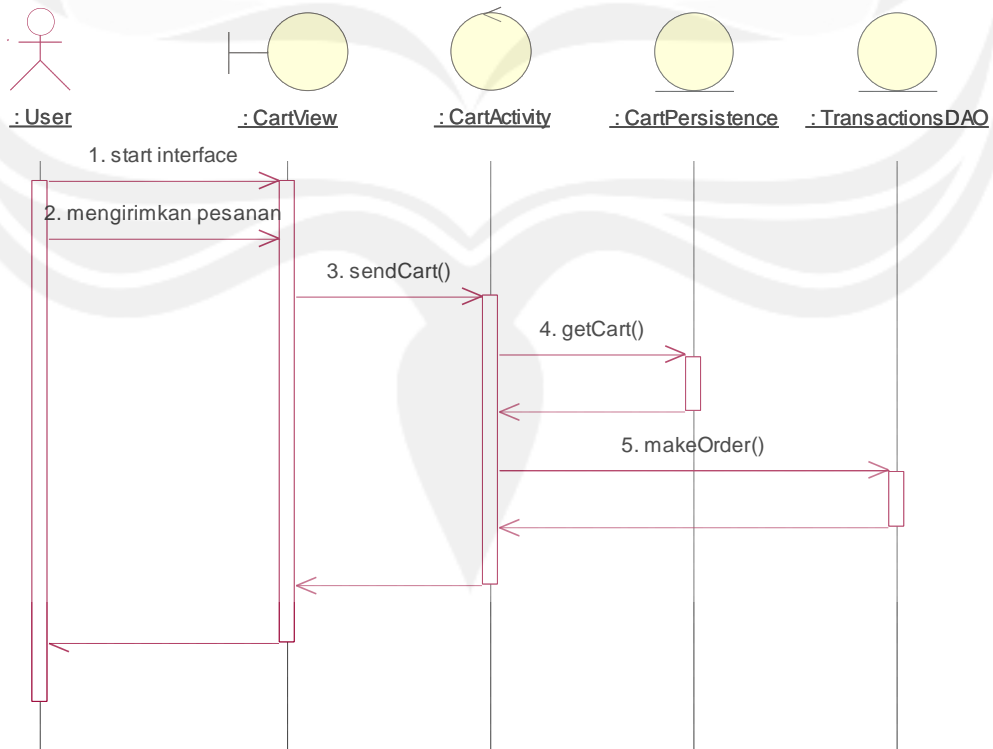 : User
: CartView
: CartActivity
: CartPersistence
: TransactionsDAO
1. start interface
2. mengirimkan pesanan
3. sendCart()
4. getCart()
5. makeOrder()